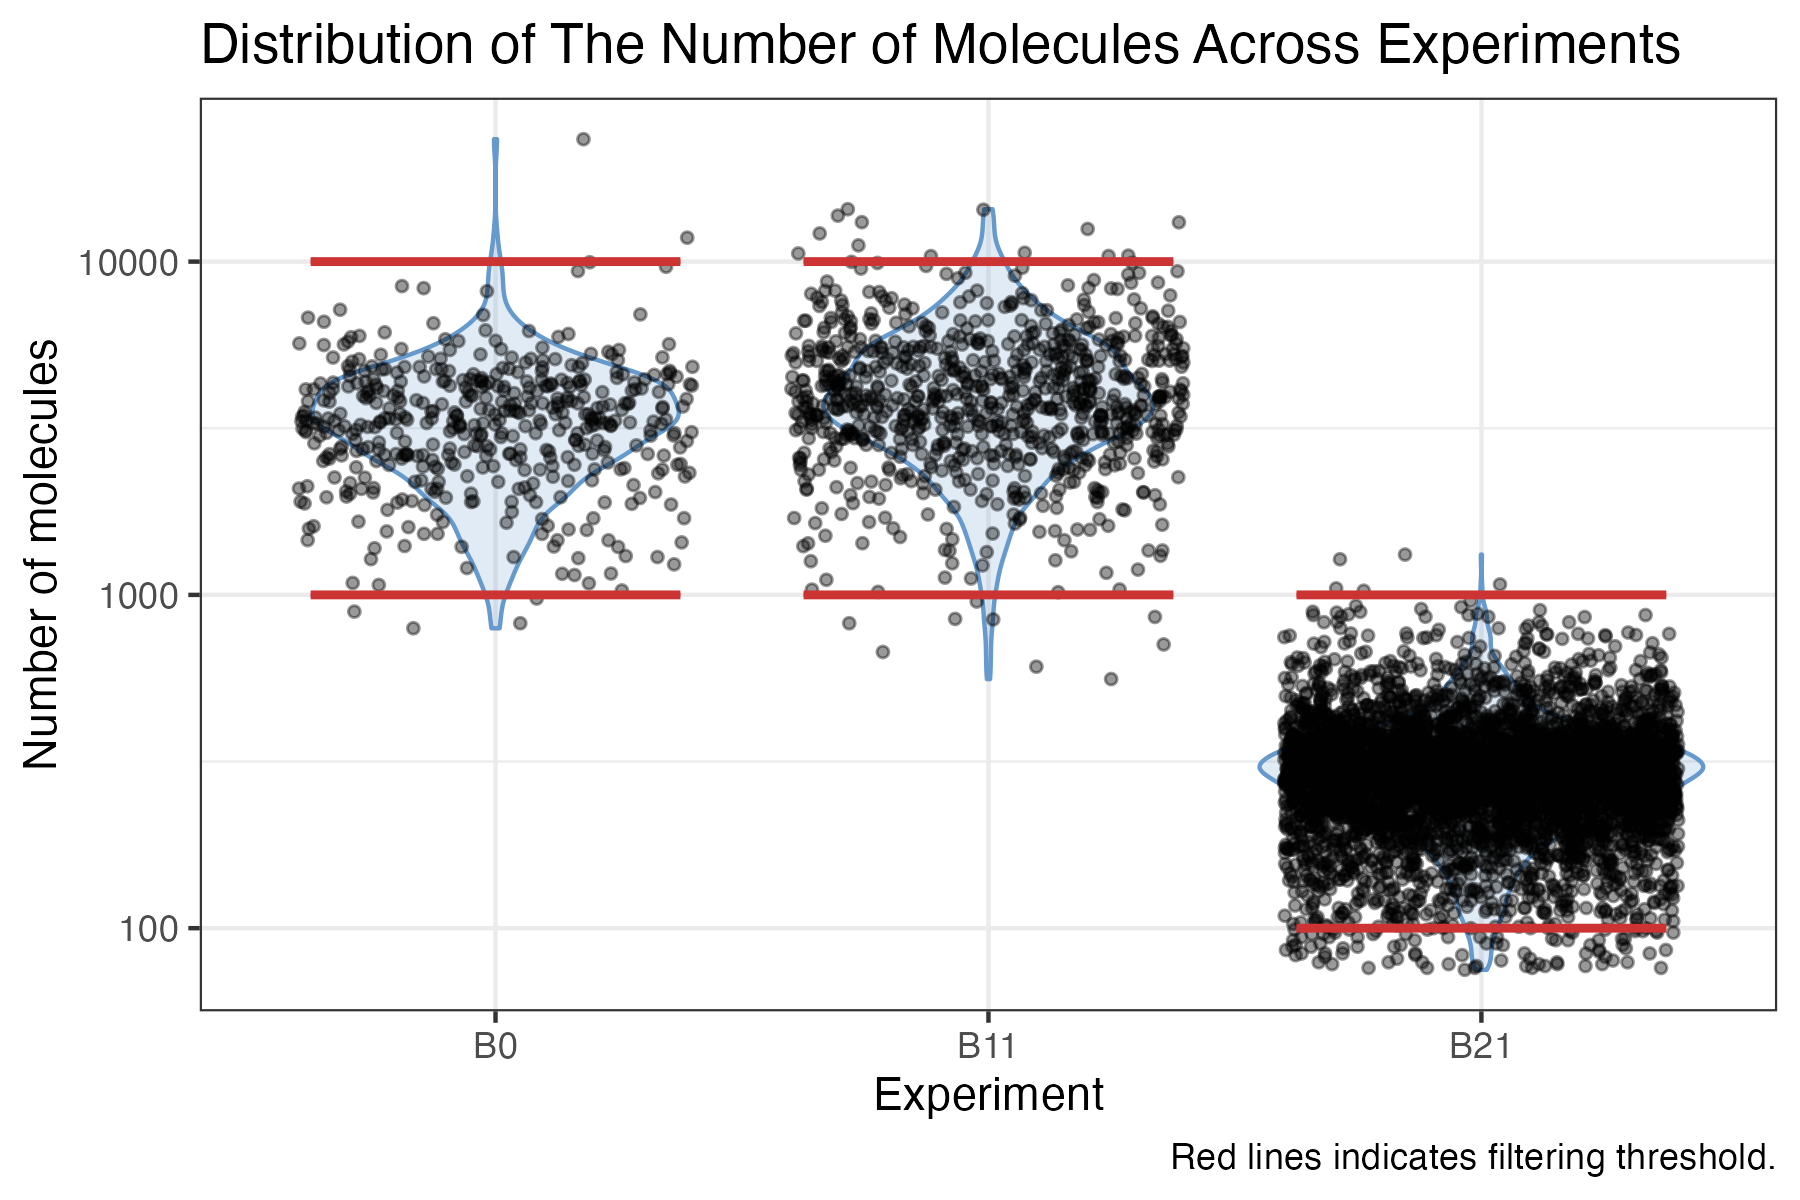 Distribution of The Number of Molecules Across Experiments
Number of molecules
10000
1000
100
B0
B11
B21
Experiment
Red lines indicates filtering threshold.